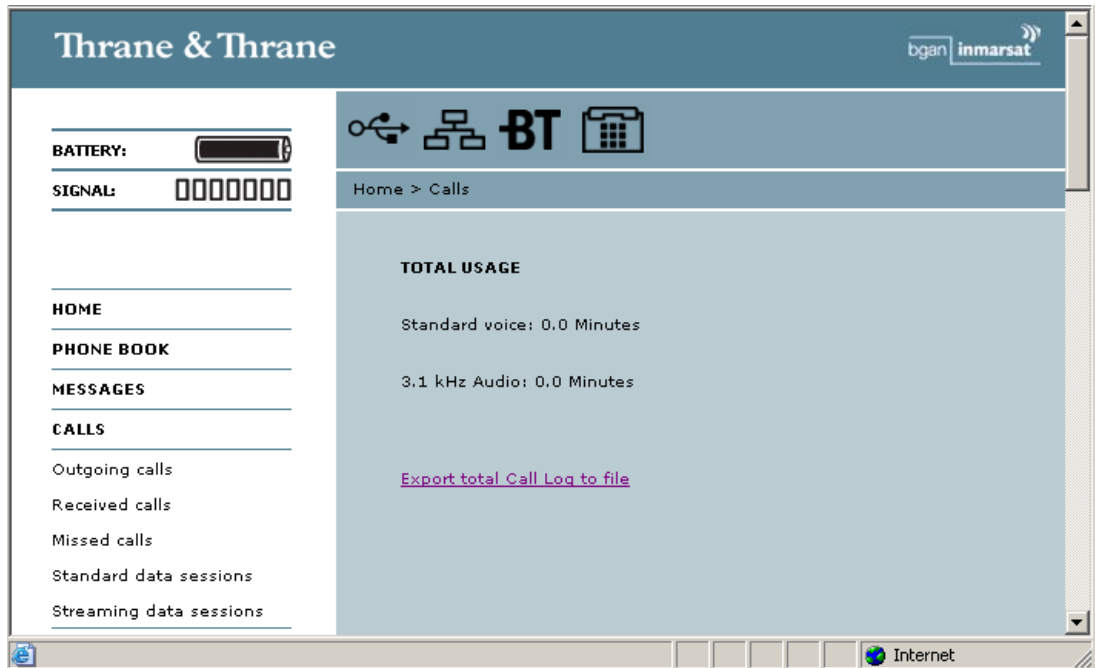 Thrane & Thrane
bgan inmarsat
BATTERY:
SIGNAL:
BT
Home > Calls
HOME
PHONE BOOK
MESSAGES
CALLS
Outgoing calls
Received calls
Missed calls
Standard data sessions
Streaming data sessions
TOTAL USAGE
Standard voice: 0.0 Minutes
3.1 kHz Audio: 0.0 Minutes
Export total Call Log to file
Internet